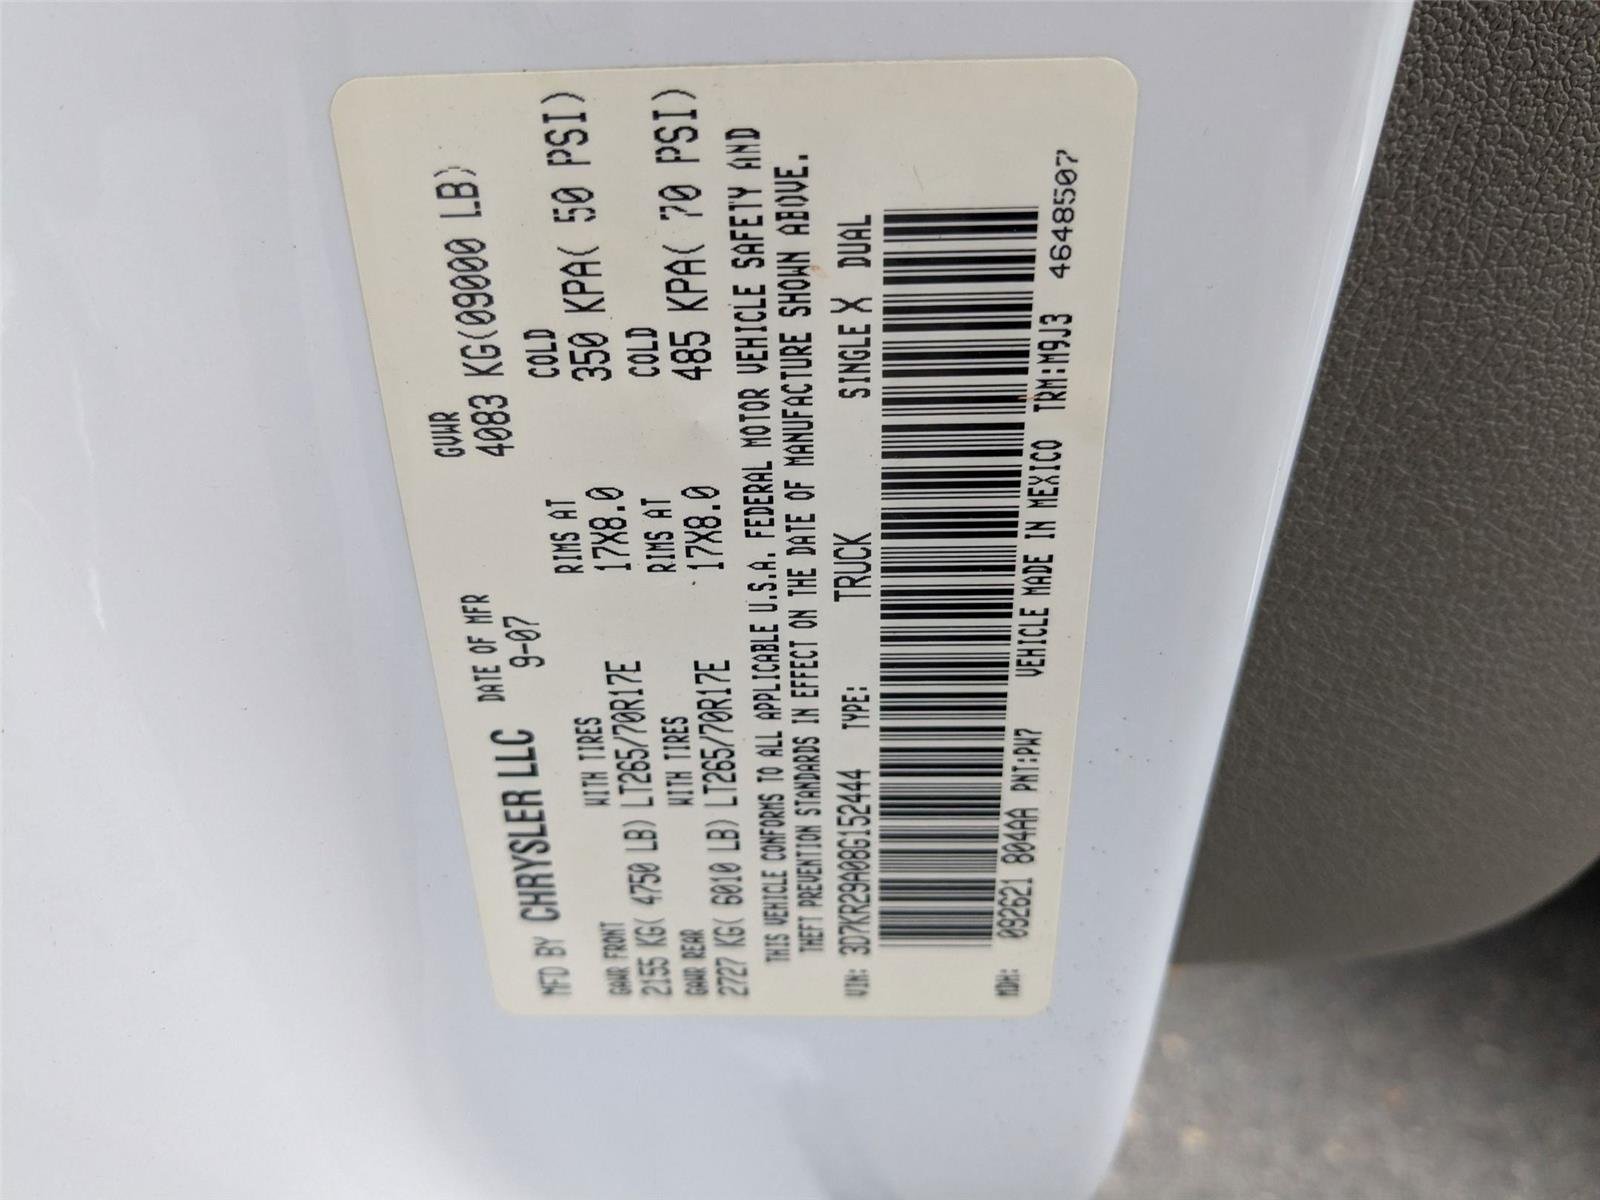 MFD BY CHRYSLER LLC DATE OF MFR 9-07 GVWR 4083 KG(09000 LB)
GAWR FRONT WITH TIRES RIMS AT COLD
2155 KG( 4750 LB) LT265/70R17E 17X8.0 350 KPA( 50 PSI)
GAWR REAR WITH TIRES RIMS AT COLD
2727 KG( 6010 LB) LT265/70R17E 17X8.0 485 KPA( 70 PSI)
THIS VEHICLE CONFORMS TO ALL APPLICABLE U.S.A. FEDERAL MOTOR VEHICLE SAFETY AND
THEFT PREVENTION STANDARDS IN EFFECT ON THE DATE OF MANUFACTURE SHOWN ABOVE.
VIN: 3D7KR29A08G152444 TYPE: TRUCK SINGLE X DUAL
MDH: 092621 804AA PNT:PW7 VEHICLE MADE IN MEXICO TRM:M9J3 4648507